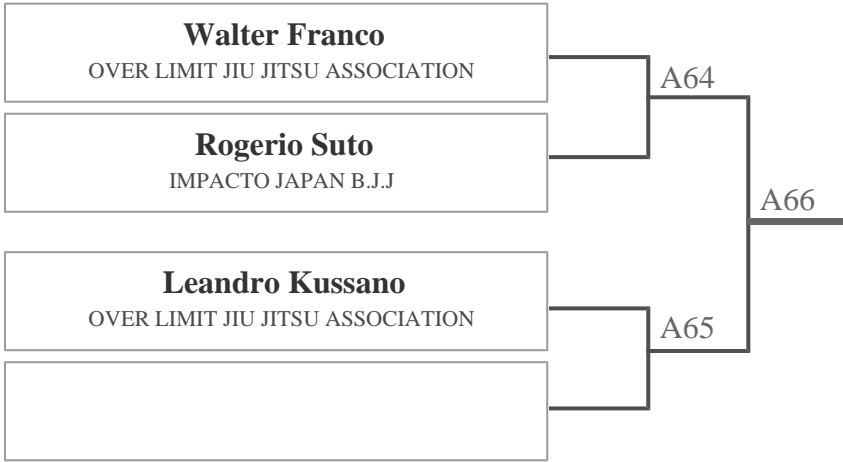 Walter Franco
OVER LIMIT JIU JITSU ASSOCIATION
A64
Rogerio Suto
IMPACTO JAPAN B.J.J
A66
Leandro Kussano
OVER LIMIT JIU JITSU ASSOCIATION
A65